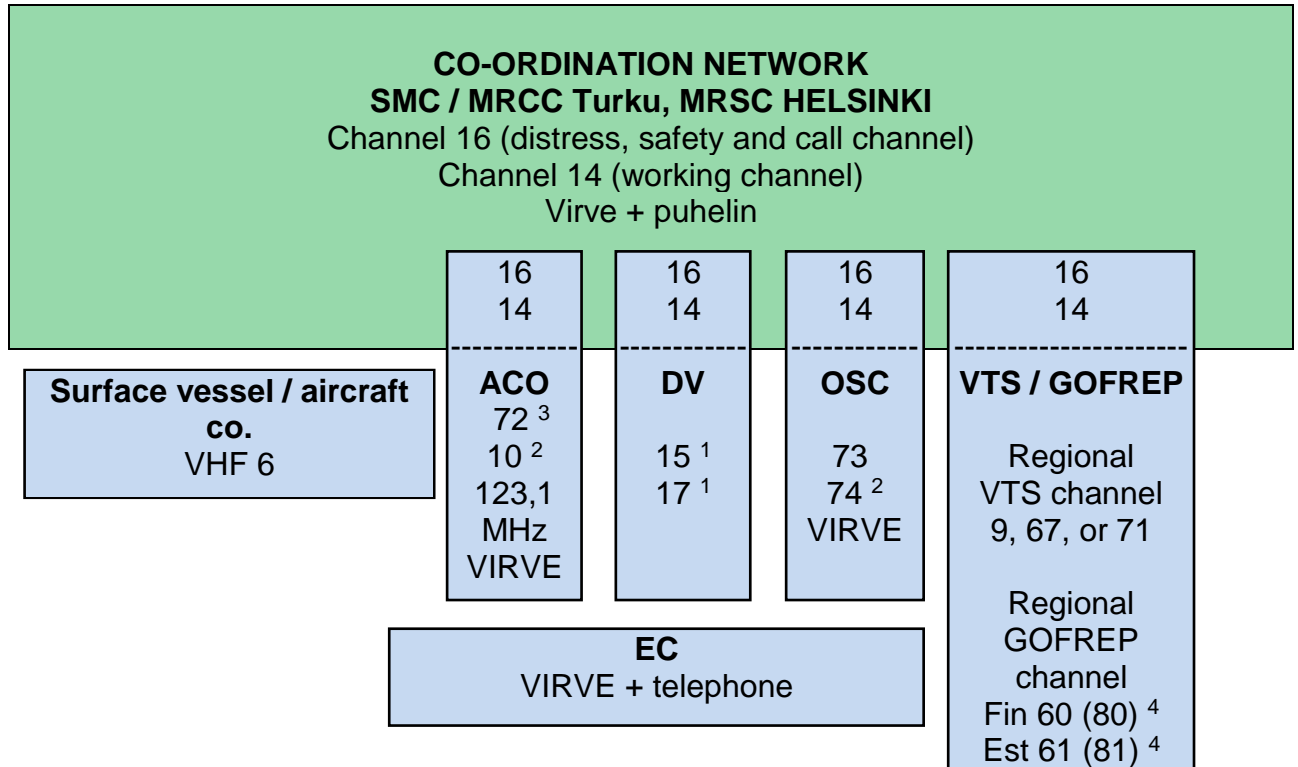 CO-ORDINATION NETWORK
SMC / MRCC Turku, MRSC HELSINKI
Channel 16 (distress, safety and call channel)
Channel 14 (working channel)
Virve + puhelin
16
14
16
14
16
14
16
14
Surface vessel / aircraft
co.
VHF 6
ACO
72 ³
10 ²
123,1
MHz
VIRVE
DV
15 ¹
17 ¹
OSC
73
74 ²
VIRVE
VTS / GOFREP
Regional
VTS channel
9, 67, or 71
Regional
GOFREP
channel
Fin 60 (80) ⁴
Est 61 (81) ⁴
EC
VIRVE + telephone